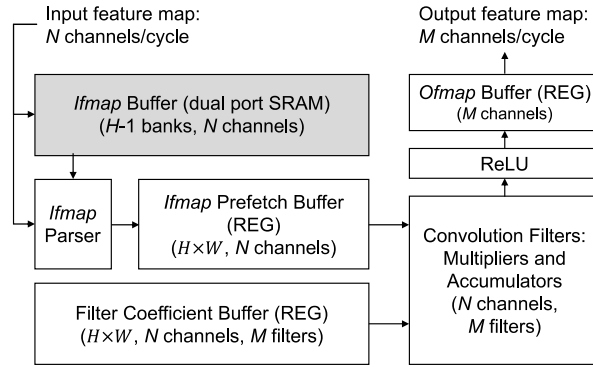 Input feature map:
N channels/cycle
Output feature map:
M channels/cycle
Ifmap Buffer (dual port SRAM)
(H-1 banks, N channels)
Ofmap Buffer (REG)
(M channels)
ReLU
Ifmap
Parser
Ifmap Prefetch Buffer
(REG)
(H×W, N channels)
Convolution Filters:
Multipliers and
Accumulators
(N channels,
M filters)
Filter Coefficient Buffer (REG)
(H×W, N channels, M filters)